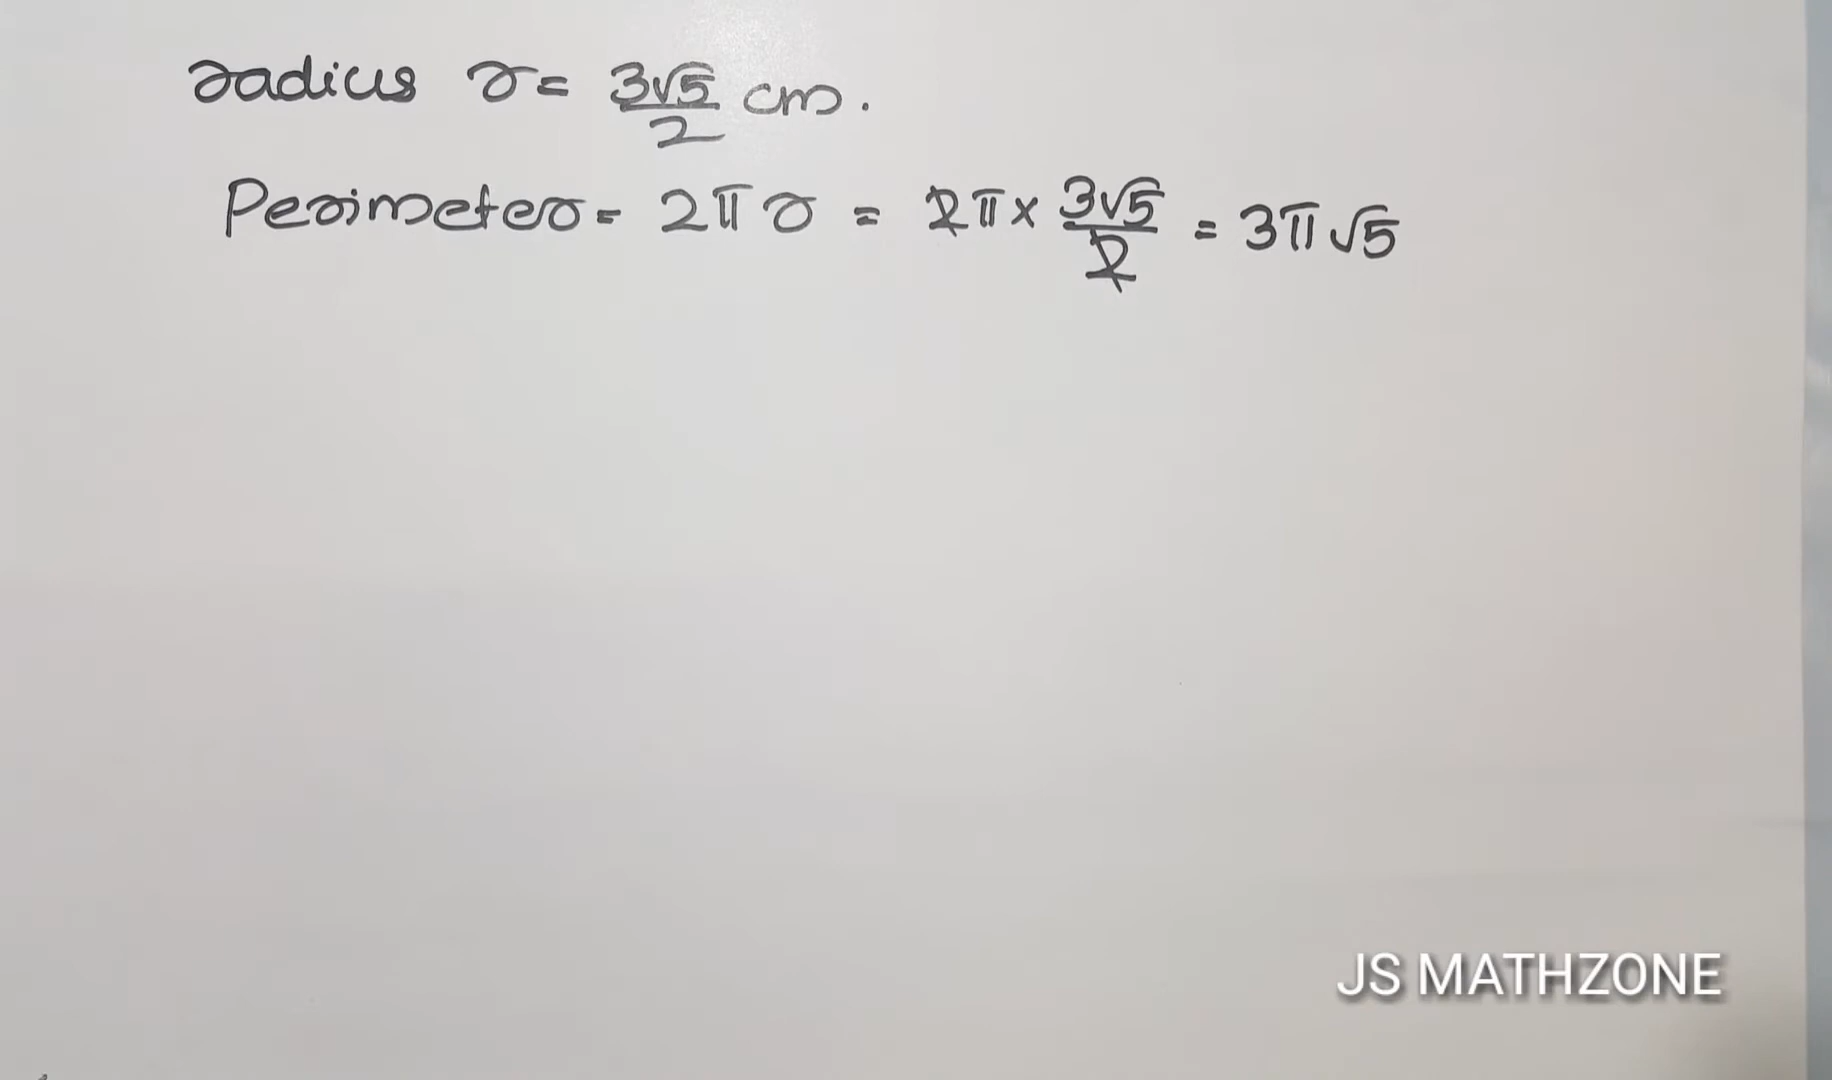 radius r = 3√5/2 cm.
Perimeter = 2πr = 2π × 3√5/2 = 3π√5
JS MATHZONE